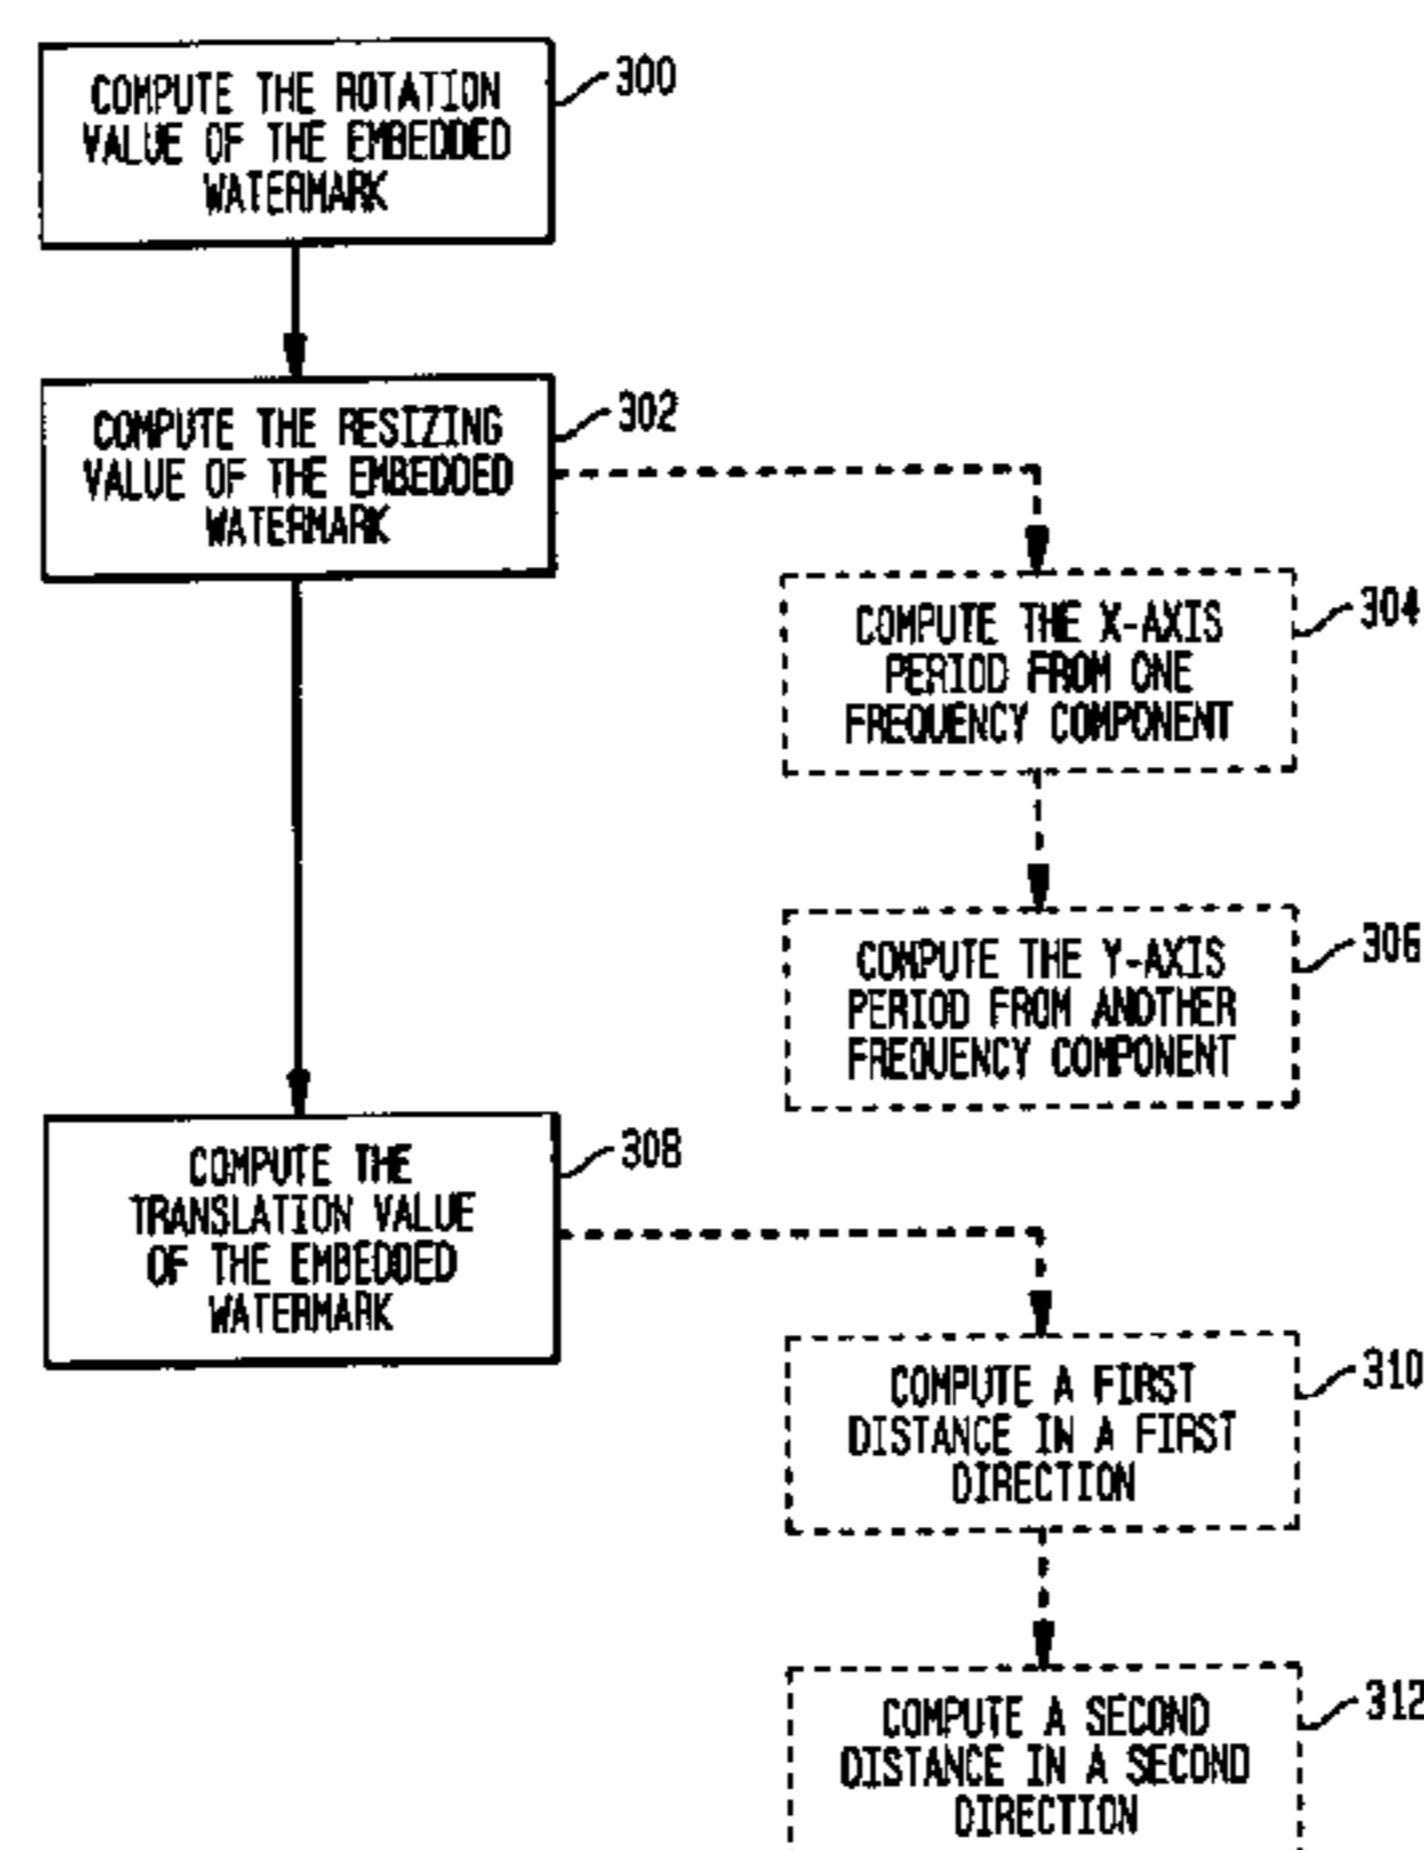 COMPUTE THE ROTATION
VALUE OF THE EMBEDDED
WATERMARK
300
COMPUTE THE RESIZING
VALUE OF THE EMBEDDED
WATERMARK
302
COMPUTE THE X-AXIS
PERIOD FROM ONE
FREQUENCY COMPONENT
304
COMPUTE THE Y-AXIS
PERIOD FROM ANOTHER
FREQUENCY COMPONENT
306
COMPUTE THE
TRANSLATION VALUE
OF THE EMBEDDED
WATERMARK
308
COMPUTE A FIRST
DISTANCE IN A FIRST
DIRECTION
310
COMPUTE A SECOND
DISTANCE IN A SECOND
DIRECTION
312